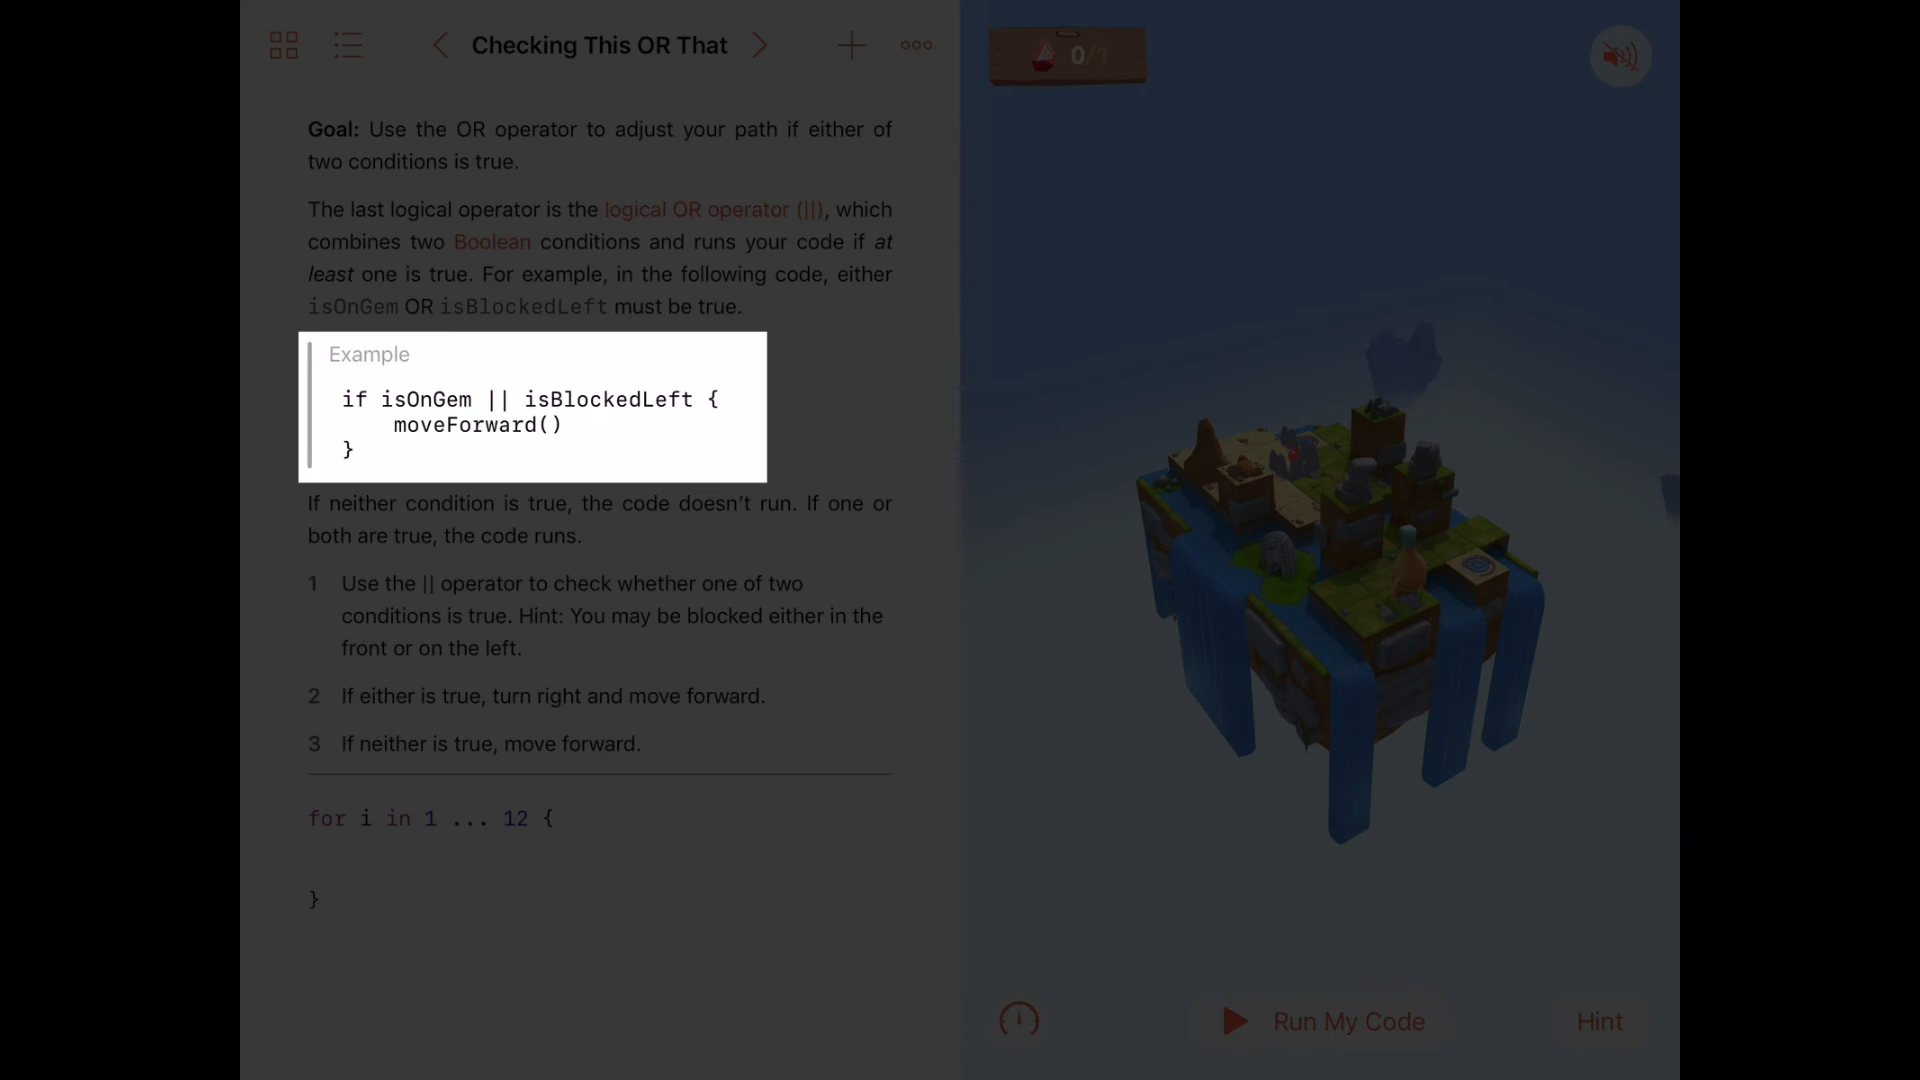 Checking This OR That
0/1
Goal: Use the OR operator to adjust your path if either of
two conditions is true.
The last logical operator is the logical OR operator (||), which
combines two Boolean conditions and runs your code if at
least one is true. For example, in the following code, either
isOnGem OR isBlockedLeft must be true.
Example
if isOnGem || isBlockedLeft {
    moveForward()
}
If neither condition is true, the code doesn’t run. If one or
both are true, the code runs.
1 Use the || operator to check whether one of two
conditions is true. Hint: You may be blocked either in the
front or on the left.
2 If either is true, turn right and move forward.
3 If neither is true, move forward.
for i in 1 ... 12 {
}
Run My Code
Hint